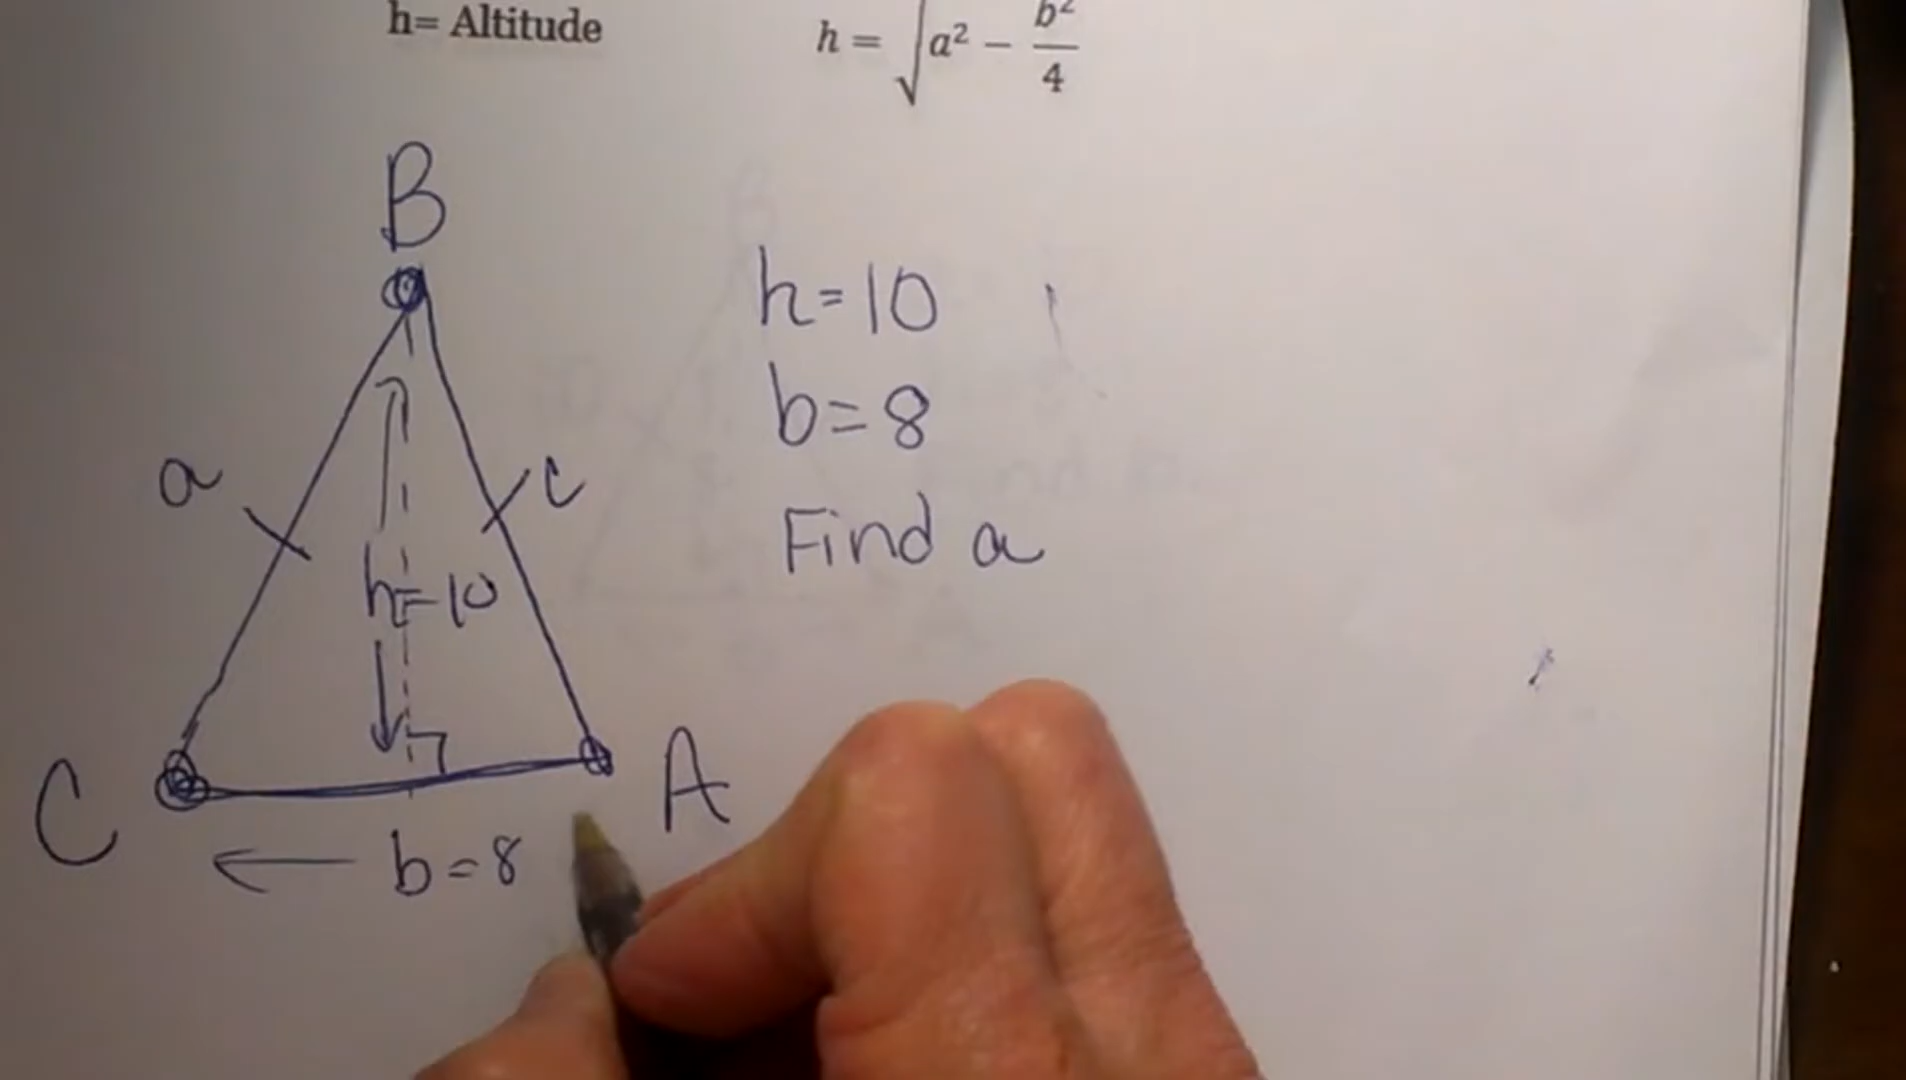 h= Altitude
h = √a² − b²/4
B
h=10
b=8
a
c
Find a
h=10
C
A
b=8